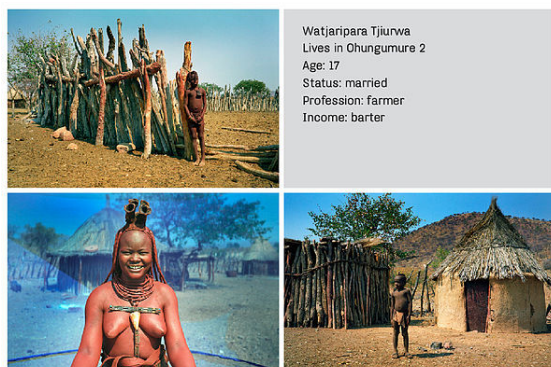 Watjaripara Tjiurwa
Lives in Ohungumure 2
Age: 17
Status: married
Profession: farmer
Income: barter